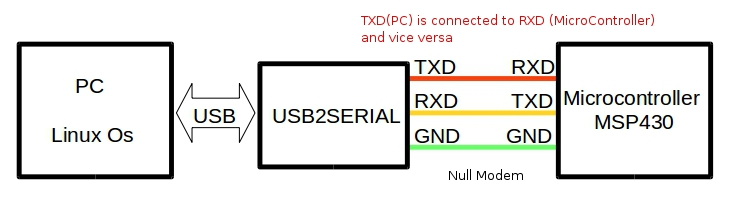 TXD(PC) is connected to RXD (MicroController)
and vice versa
PC
Linux Os
USB
USB2SERIAL
TXD RXD
RXD TXD
GND GND
Microcontroller
MSP430
Null Modem